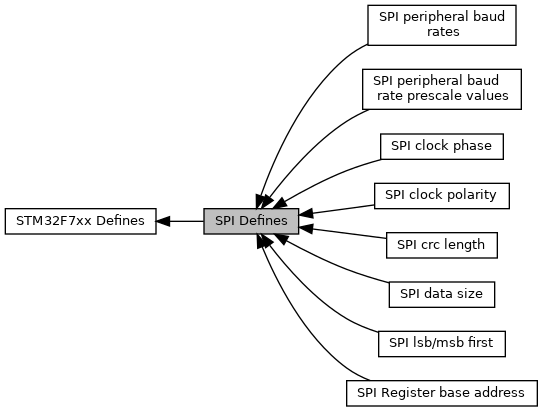 SPI peripheral baud
rates
SPI peripheral baud
rate prescale values
SPI clock phase
SPI clock polarity
STM32F7xx Defines
SPI Defines
SPI crc length
SPI data size
SPI lsb/msb first
SPI Register base address